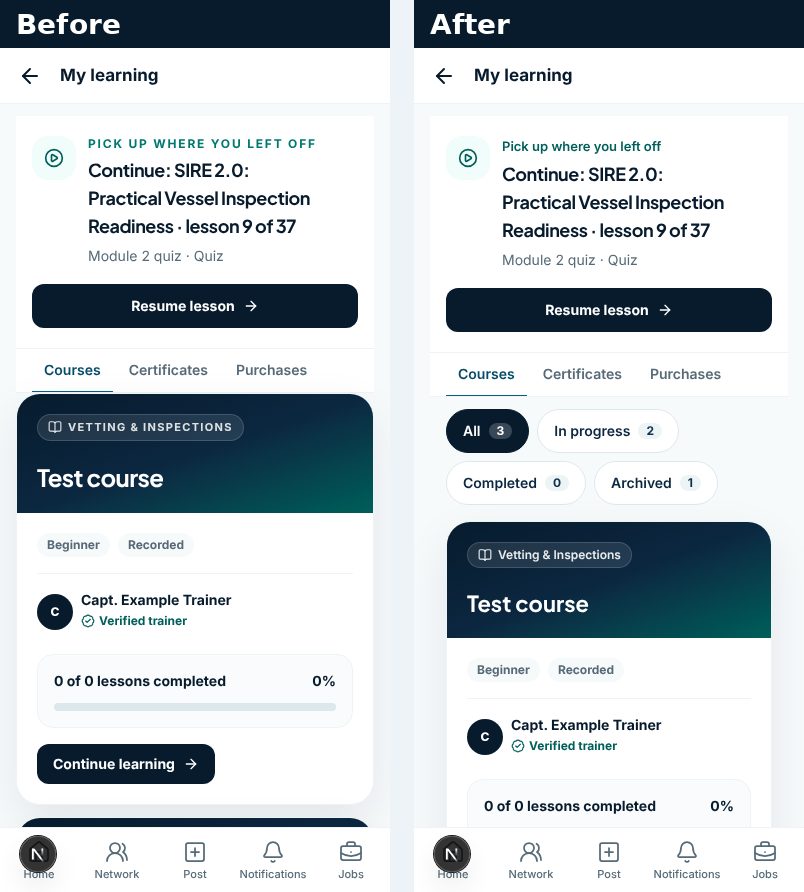 Before
My learning
PICK UP WHERE YOU LEFT OFF
Continue: SIRE 2.0:
Practical Vessel Inspection
Readiness · lesson 9 of 37
Module 2 quiz · Quiz
Resume lesson
Courses Certificates Purchases
VETTING & INSPECTIONS
Test course
Beginner Recorded
C
Capt. Example Trainer
Verified trainer
0 of 0 lessons completed 0%
Continue learning
N
Home Network Post Notifications Jobs
After
My learning
Pick up where you left off
Continue: SIRE 2.0:
Practical Vessel Inspection
Readiness · lesson 9 of 37
Module 2 quiz · Quiz
Resume lesson
Courses Certificates Purchases
All 3 In progress 2
Completed 0 Archived 1
Vetting & Inspections
Test course
Beginner Recorded
C
Capt. Example Trainer
Verified trainer
0 of 0 lessons completed 0%
N
Home Network Post Notifications Jobs